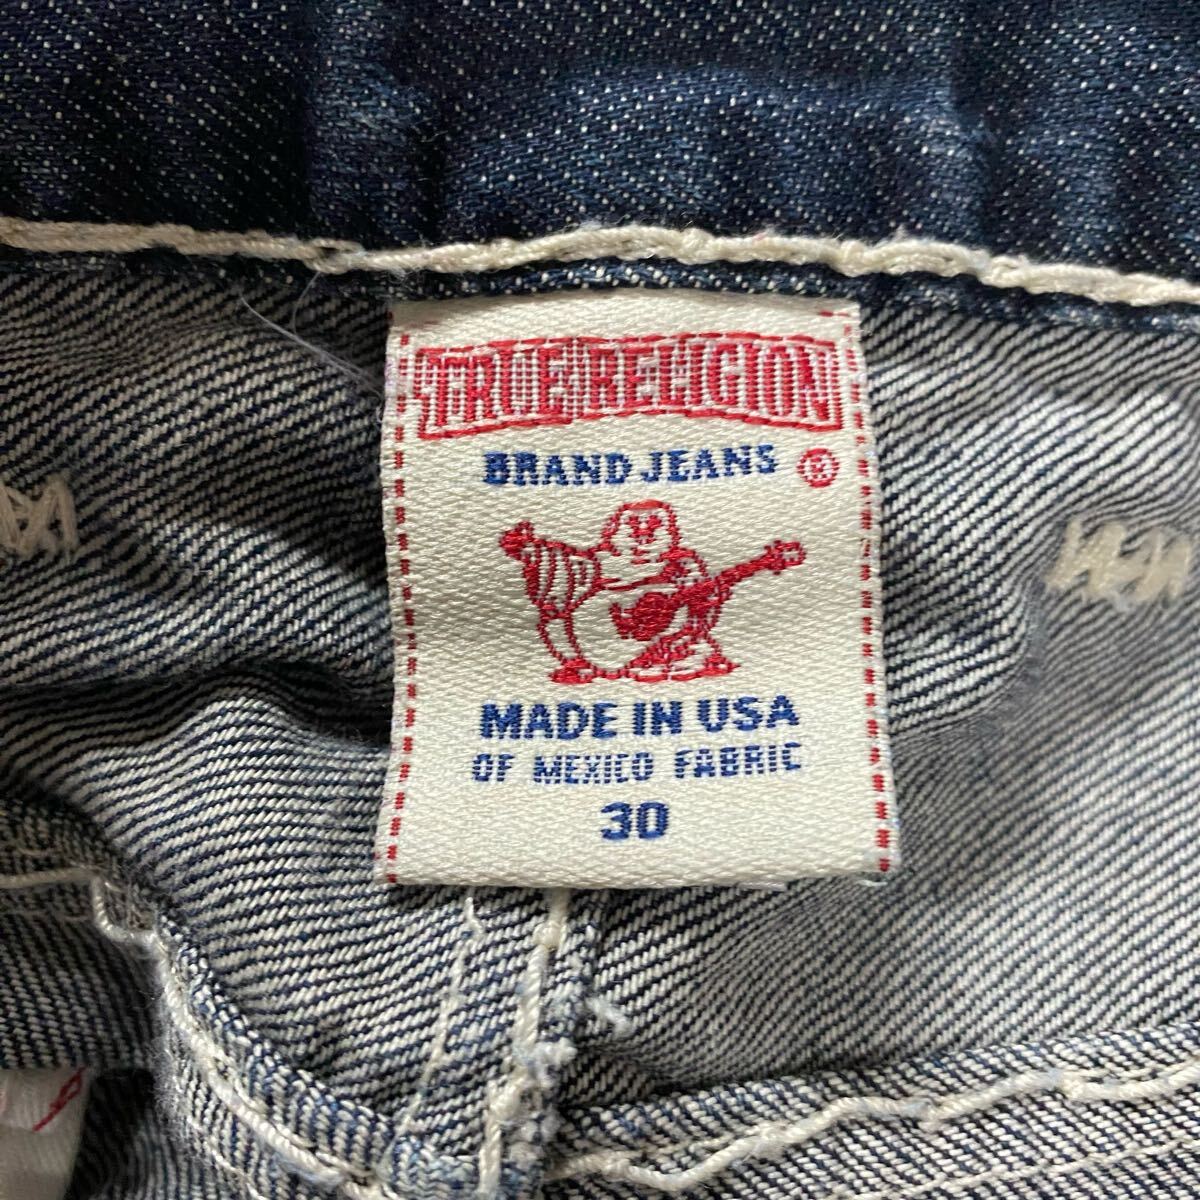 TRUE RELIGION
BRAND JEANS ®
MADE IN USA
OF MEXICO FABRIC
30